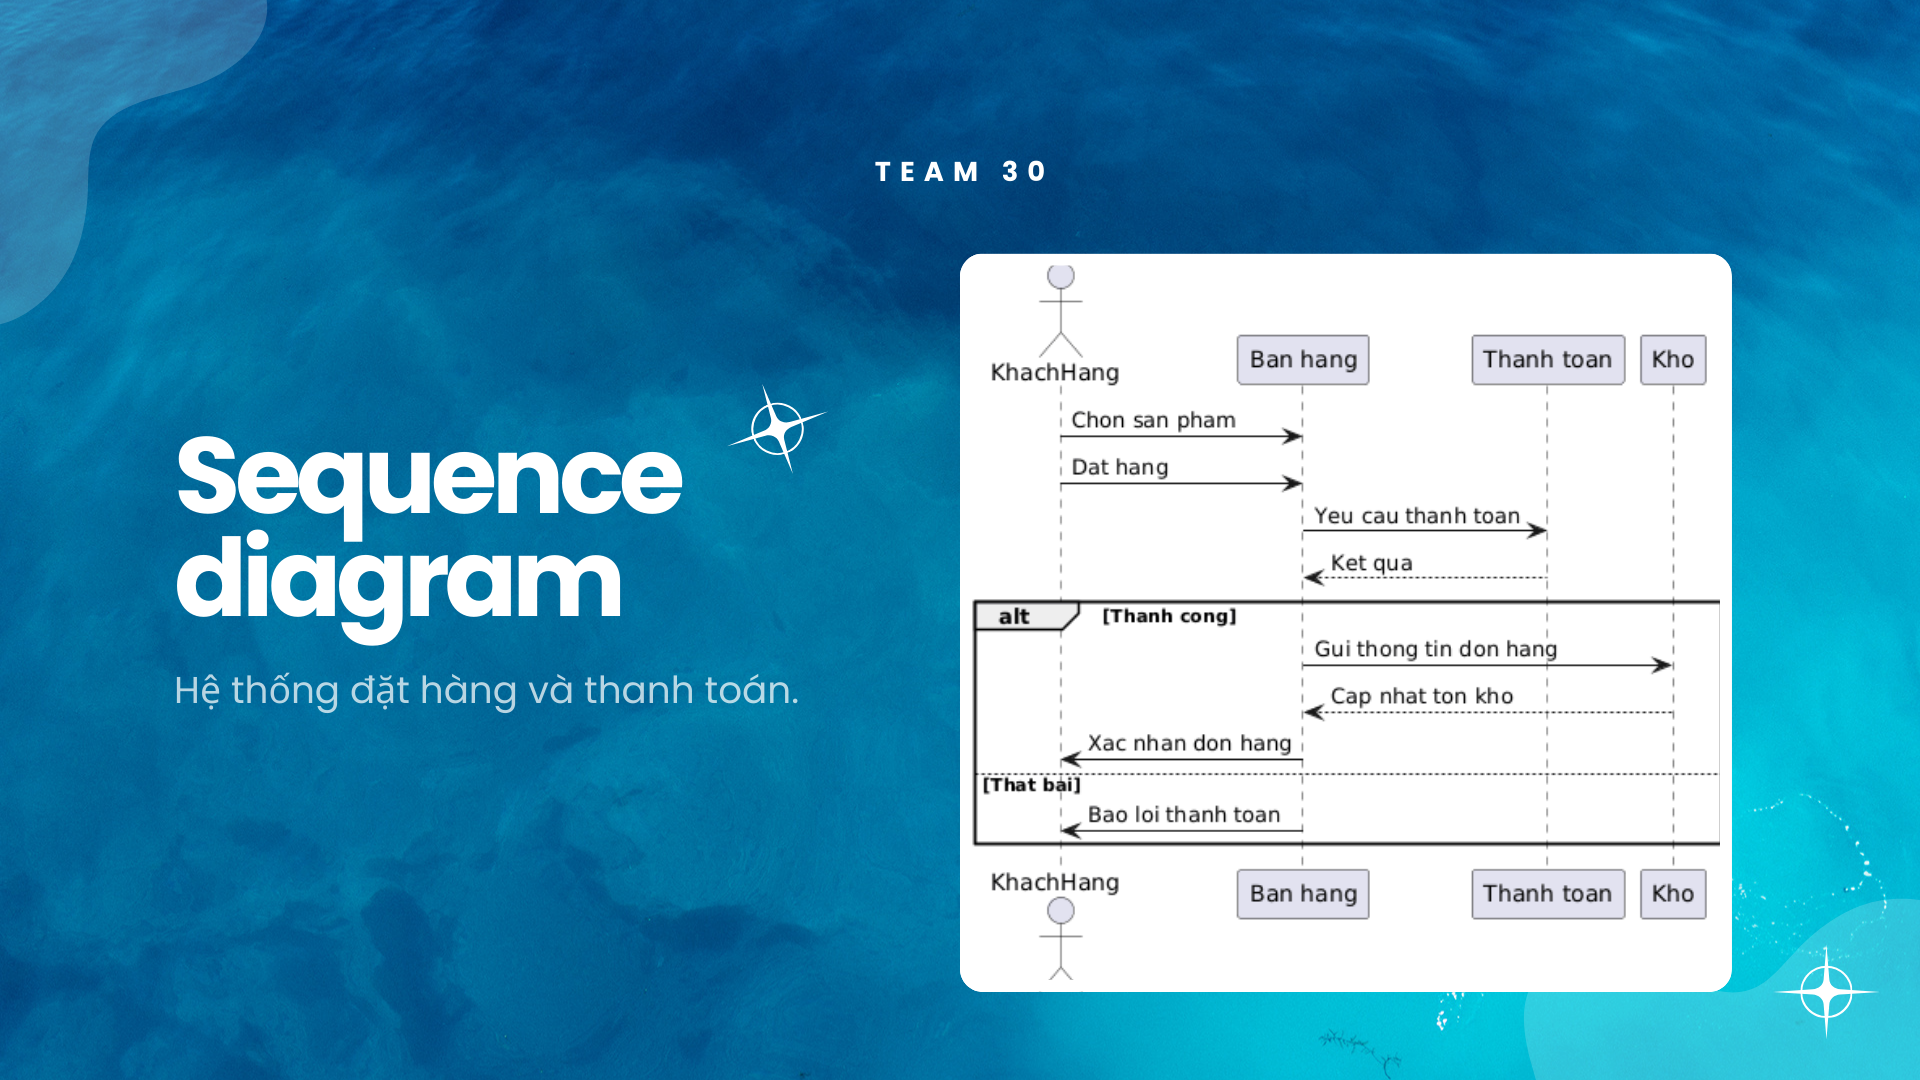 TEAM 30
Sequence
diagram
Hệ thống đặt hàng và thanh toán.
KhachHang
Ban hang
Thanh toan
Kho
Chon san pham
Dat hang
Yeu cau thanh toan
Ket qua
alt
[Thanh cong]
Gui thong tin don hang
Cap nhat ton kho
Xac nhan don hang
[That bai]
Bao loi thanh toan
KhachHang
Ban hang
Thanh toan
Kho